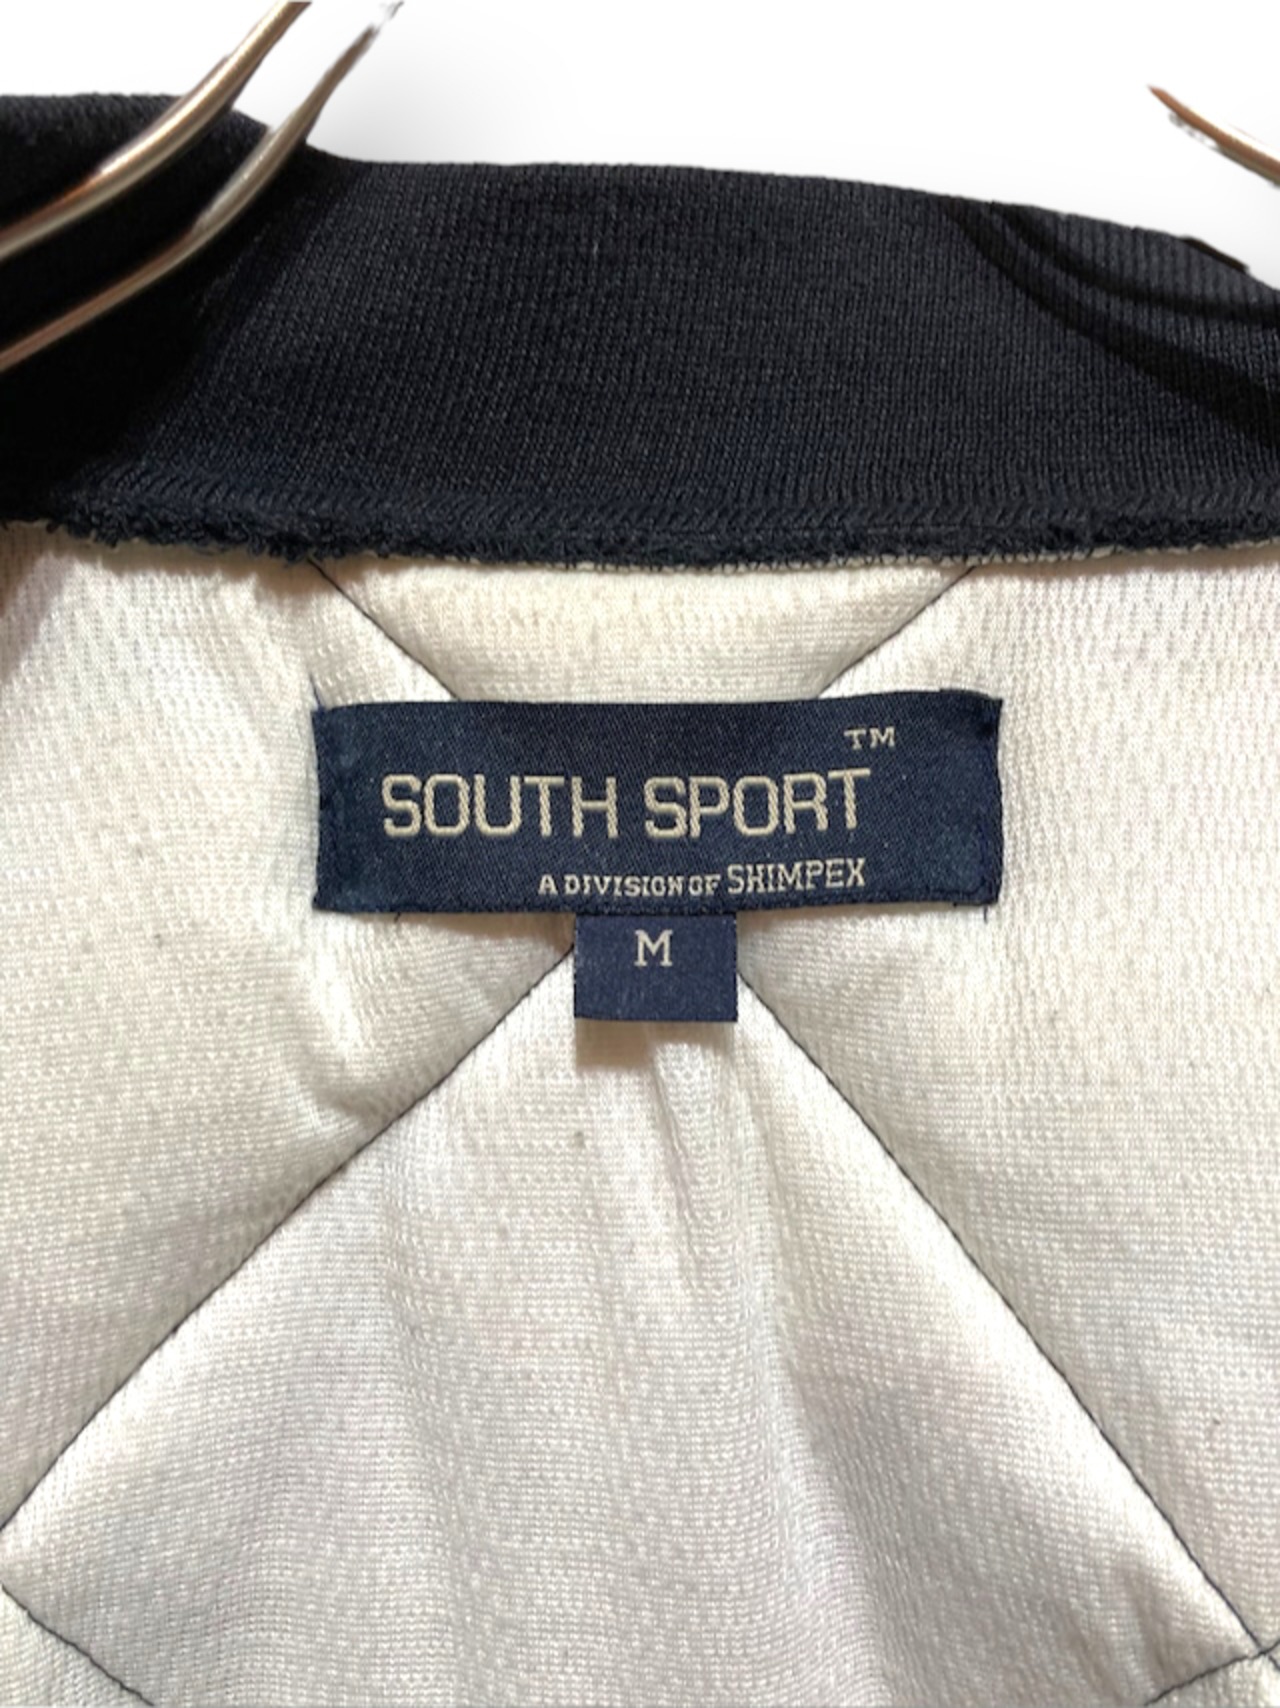 SOUTH SPORT™
A DIVISION OF SHIMPEX
M